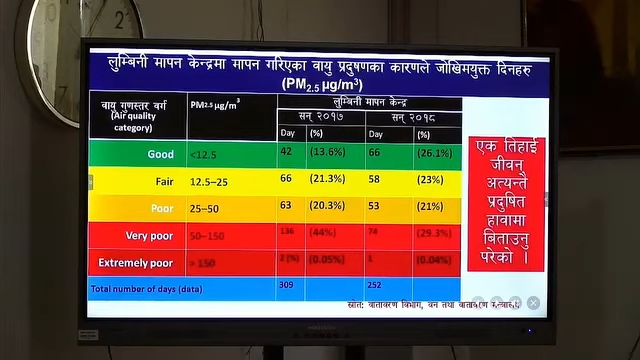 लुम्बिनी मापन केन्द्रमा मापन गरिएका वायु प्रदुषणका कारणले जोखिमयुक्त दिनहरु
(PM2.5 µg/m³)
वायु गुणस्तर वर्ग (Air quality category) PM2.5 µg/m³ लुम्बिनी मापन केन्द्र
सन् २०१७ सन् २०१८
Day (%) Day (%)
Good <12.5 42 (13.6%) 66 (26.1%)
Fair 12.5–25 66 (21.3%) 58 (23%)
Poor 25–50 63 (20.3%) 53 (21%)
Very poor 50–150 136 (44%) 74 (29.3%)
Extremely poor > 150 2 (%) (0.05%) 1 (0.04%)
Total number of days (data) 309 252
एक तिहाई
जीवन
अत्यन्तै
प्रदुषित
हावामा
बिताउनु
परेको ।
स्रोत: वातावरण विभाग, वन तथा वातावरण